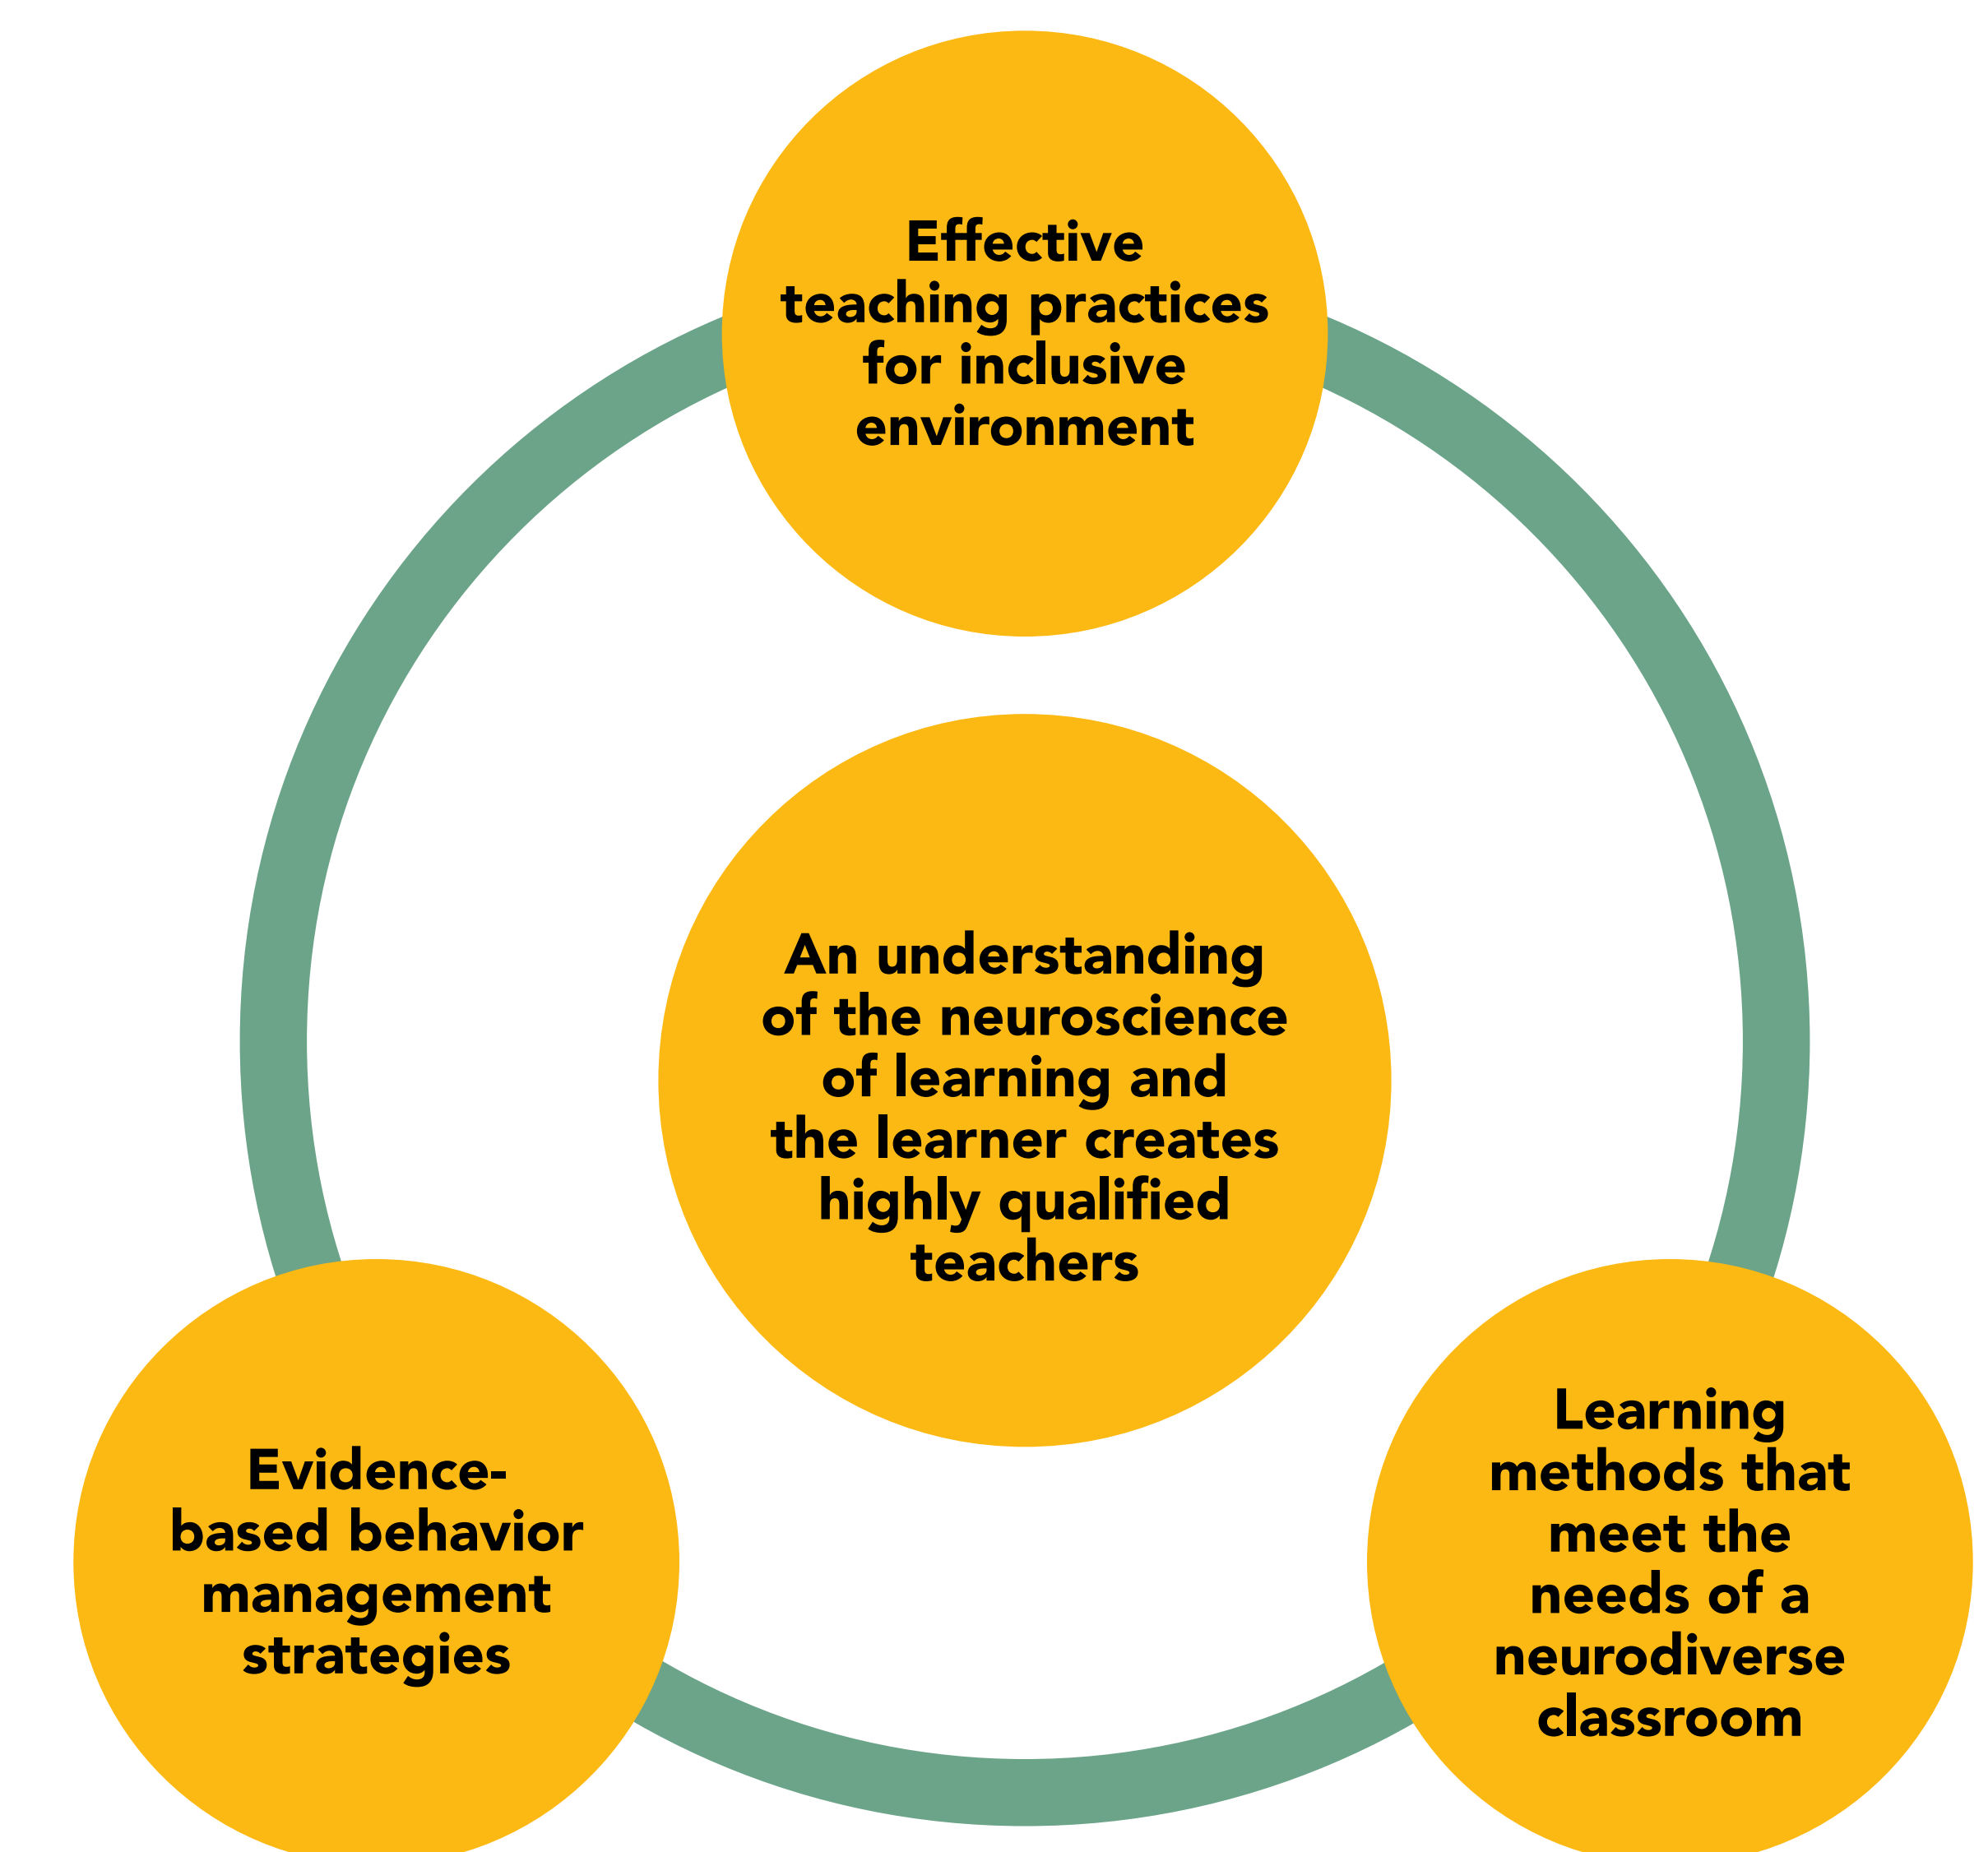 Effective
teaching practices
for inclusive
environment
An understanding
of the neuroscience
of learning and
the learner creates
highly qualified
teachers
Evidence-
based behavior
management
strategies
Learning
methods that
meet the
needs of a
neurodiverse
classroom